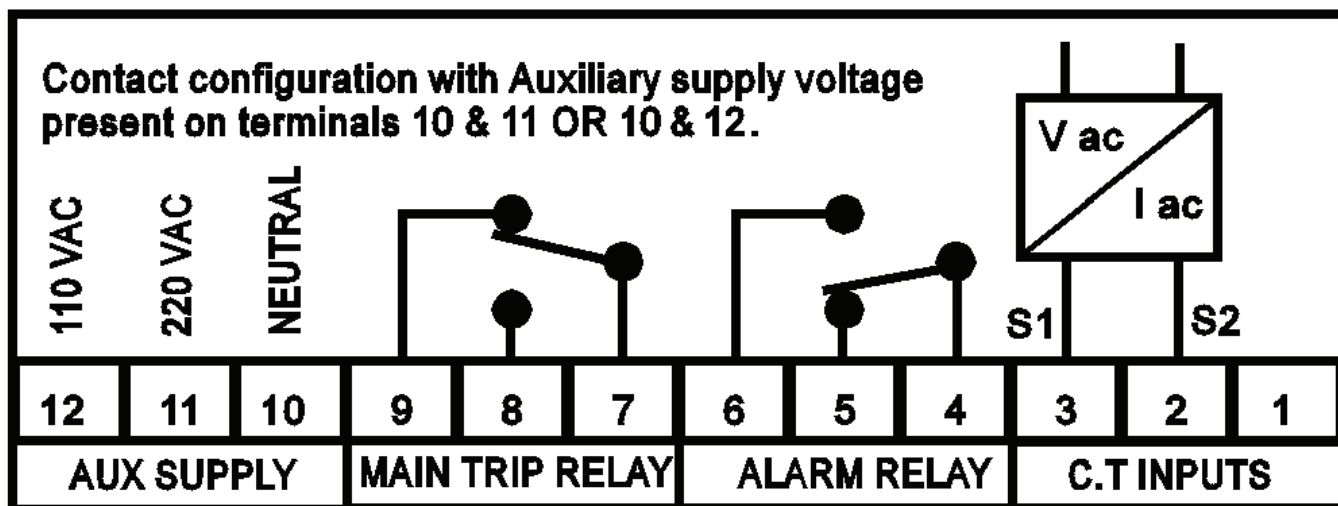 Contact configuration with Auxiliary supply voltage
present on terminals 10 & 11 OR 10 & 12.
110 VAC
220 VAC
NEUTRAL
V ac
I ac
S1
S2
12 11 10 9 8 7 6 5 4 3 2 1
AUX SUPPLY MAIN TRIP RELAY ALARM RELAY C.T INPUTS